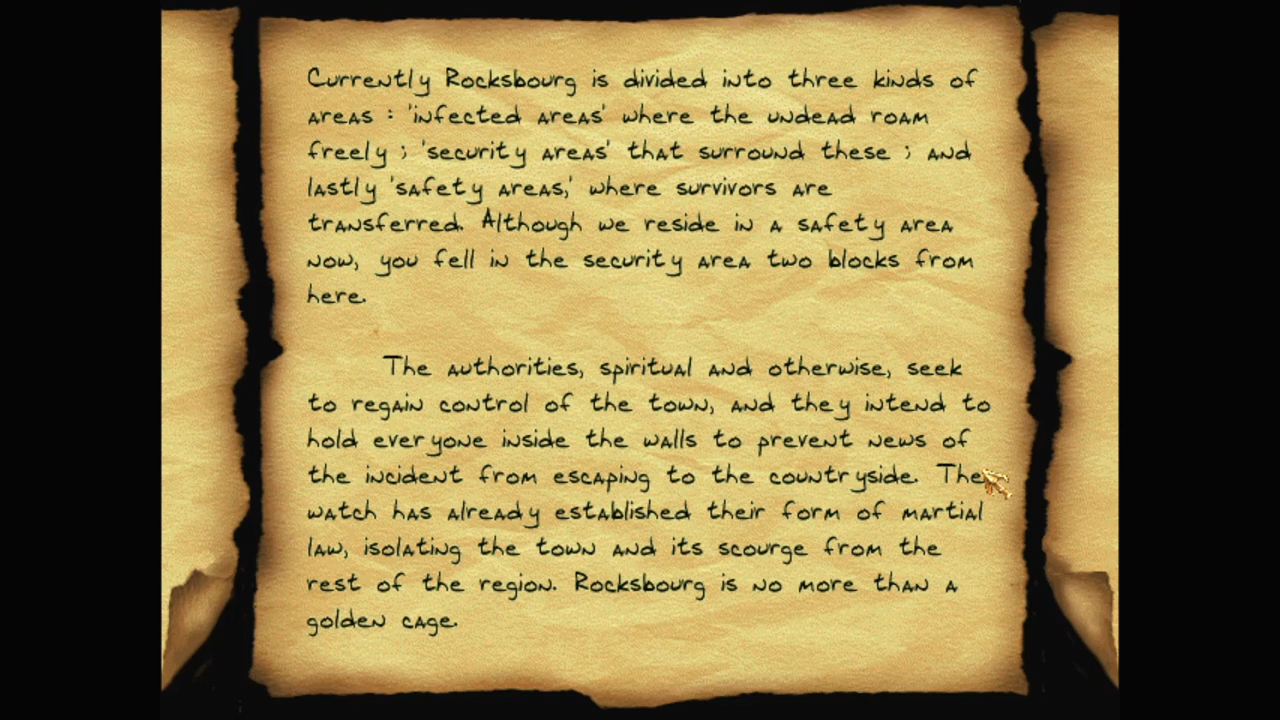 Currently Rocksbourg is divided into three kinds of
areas : 'infected areas' where the undead roam
freely ; 'security areas' that surround these ; and
lastly 'safety areas,' where survivors are
transferred. Although we reside in a safety area
now, you fell in the security area two blocks from
here.
The authorities, spiritual and otherwise, seek
to regain control of the town, and they intend to
hold everyone inside the walls to prevent news of
the incident from escaping to the countryside. The
watch has already established their form of martial
law, isolating the town and its scourge from the
rest of the region. Rocksbourg is no more than a
golden cage.